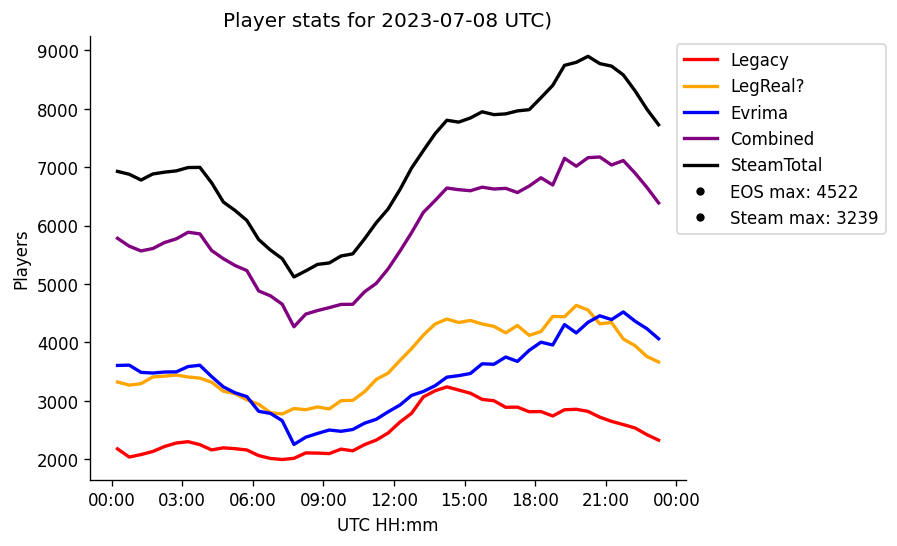 Player stats for 2023-07-08 UTC)
9000
8000
7000
6000
5000
4000
3000
2000
Players
00:00 03:00 06:00 09:00 12:00 15:00 18:00 21:00 00:00
UTC HH:mm
Legacy
LegReal?
Evrima
Combined
SteamTotal
EOS max: 4522
Steam max: 3239